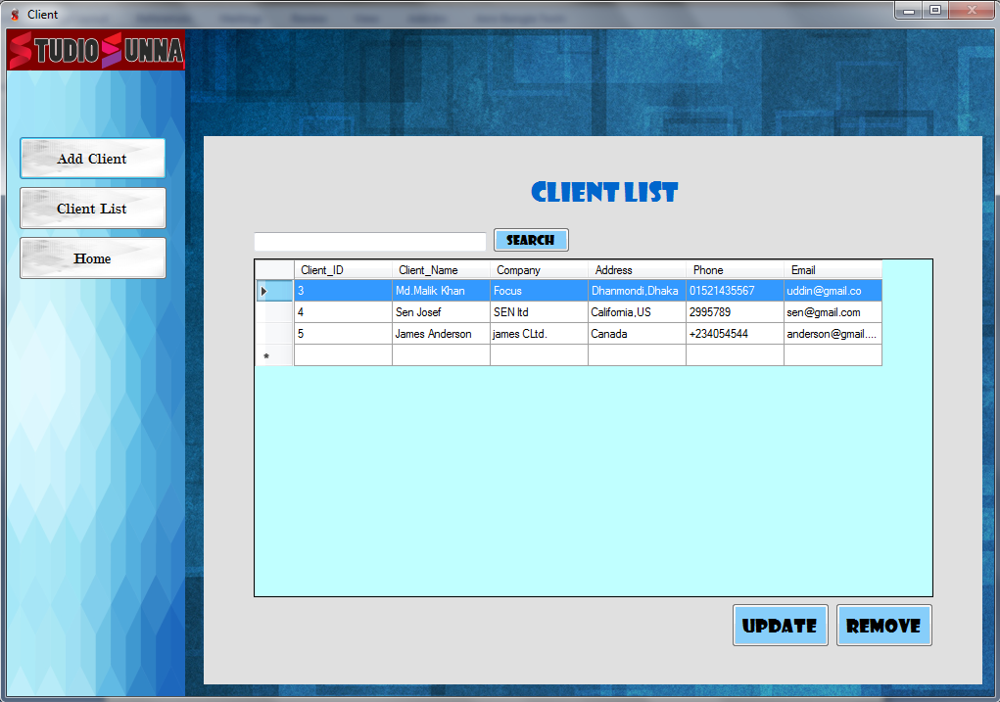 Client
STUDIO SUNNA
Add Client
Client List
Home
CLIENT LIST
SEARCH
Client_ID Client_Name Company Address Phone Email
3 Md.Malik Khan Focus Dhanmondi,Dhaka 01521435567 uddin@gmail.co
4 Sen Josef SEN ltd California,US 2995789 sen@gmail.com
5 James Anderson james CLtd. Canada +234054544 anderson@gmail....
*
UPDATE REMOVE